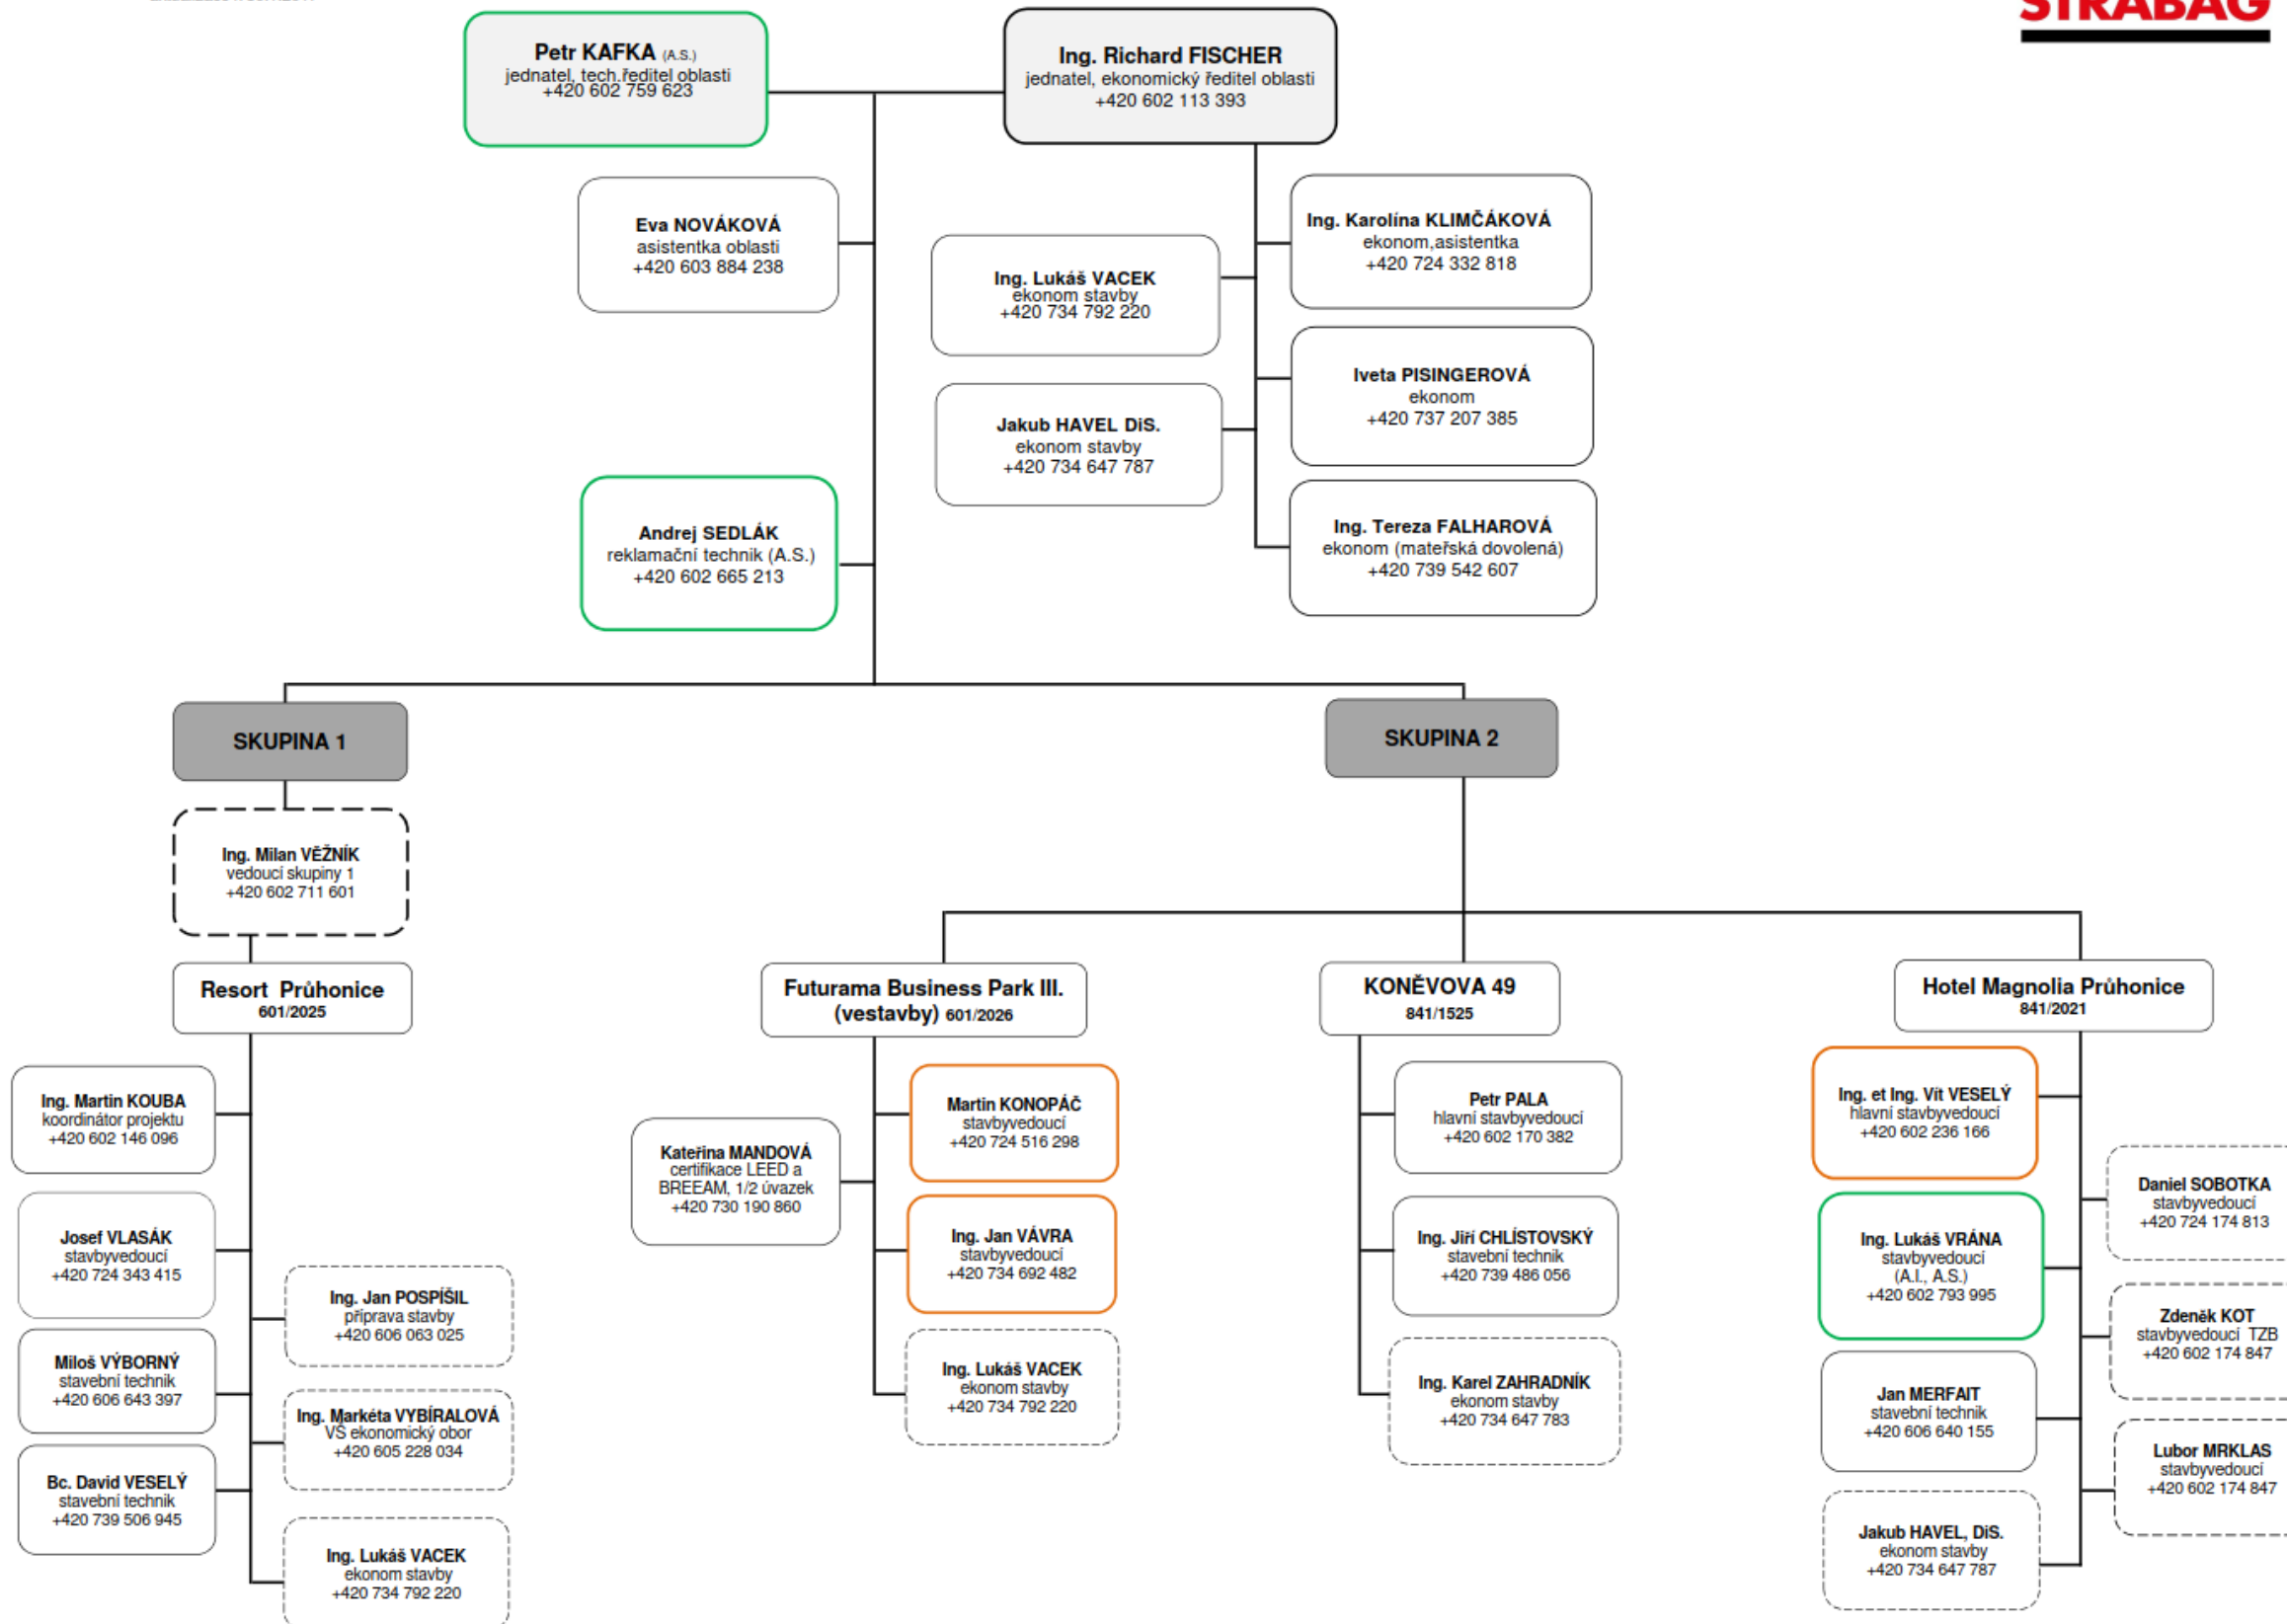 STRABAG
Petr KAFKA (A.S.)
jednatel, tech.ředitel oblasti
+420 602 759 623
Ing. Richard FISCHER
jednatel, ekonomický ředitel oblasti
+420 602 113 393
Eva NOVÁKOVÁ
asistentka oblasti
+420 603 884 238
Ing. Lukáš VACEK
ekonom stavby
+420 734 792 220
Ing. Karolína KLIMČÁKOVÁ
ekonom,asistentka
+420 724 332 818
Iveta PISINGEROVÁ
ekonom
+420 737 207 385
Jakub HAVEL DiS.
ekonom stavby
+420 734 647 787
Andrej SEDLÁK
reklamační technik (A.S.)
+420 602 665 213
Ing. Tereza FALHAROVÁ
ekonom (mateřská dovolená)
+420 739 542 607
SKUPINA 1
SKUPINA 2
Ing. Milan VĚŽNÍK
vedoucí skupiny 1
+420 602 711 601
Resort Průhonice
601/2025
Ing. Martin KOUBA
koordinátor projektu
+420 602 146 096
Josef VLASÁK
stavbyvedoucí
+420 724 343 415
Ing. Jan POSPÍŠIL
příprava stavby
+420 606 063 025
Miloš VÝBORNÝ
stavební technik
+420 606 643 397
Ing. Markéta VYBÍRALOVÁ
VŠ ekonomický obor
+420 605 228 034
Bc. David VESELÝ
stavební technik
+420 739 506 945
Ing. Lukáš VACEK
ekonom stavby
+420 734 792 220
Futurama Business Park III.
(vestavby) 601/2026
Martin KONOPÁČ
stavbyvedoucí
+420 724 516 298
Kateřina MANDOVÁ
certifikace LEED a
BREEAM, 1/2 úvazek
+420 730 190 860
Ing. Jan VÁVRA
stavbyvedoucí
+420 734 692 482
Ing. Lukáš VACEK
ekonom stavby
+420 734 792 220
KONĚVOVA 49
841/1525
Petr PALA
hlavní stavbyvedoucí
+420 602 170 382
Ing. Jiří CHLÍSTOVSKÝ
stavební technik
+420 739 486 056
Ing. Karel ZAHRADNÍK
ekonom stavby
+420 734 647 783
Hotel Magnolia Průhonice
841/2021
Ing. et Ing. Vít VESELÝ
hlavní stavbyvedoucí
+420 602 236 166
Daniel SOBOTKA
stavbyvedoucí
+420 724 174 813
Ing. Lukáš VRÁNA
stavbyvedoucí
(A.I., A.S.)
+420 602 793 995
Zdeněk KOT
stavbyvedoucí TZB
+420 602 174 847
Jan MERFAIT
stavební technik
+420 606 640 155
Lubor MRKLAS
stavbyvedoucí
+420 602 174 847
Jakub HAVEL, DiS.
ekonom stavby
+420 734 647 787